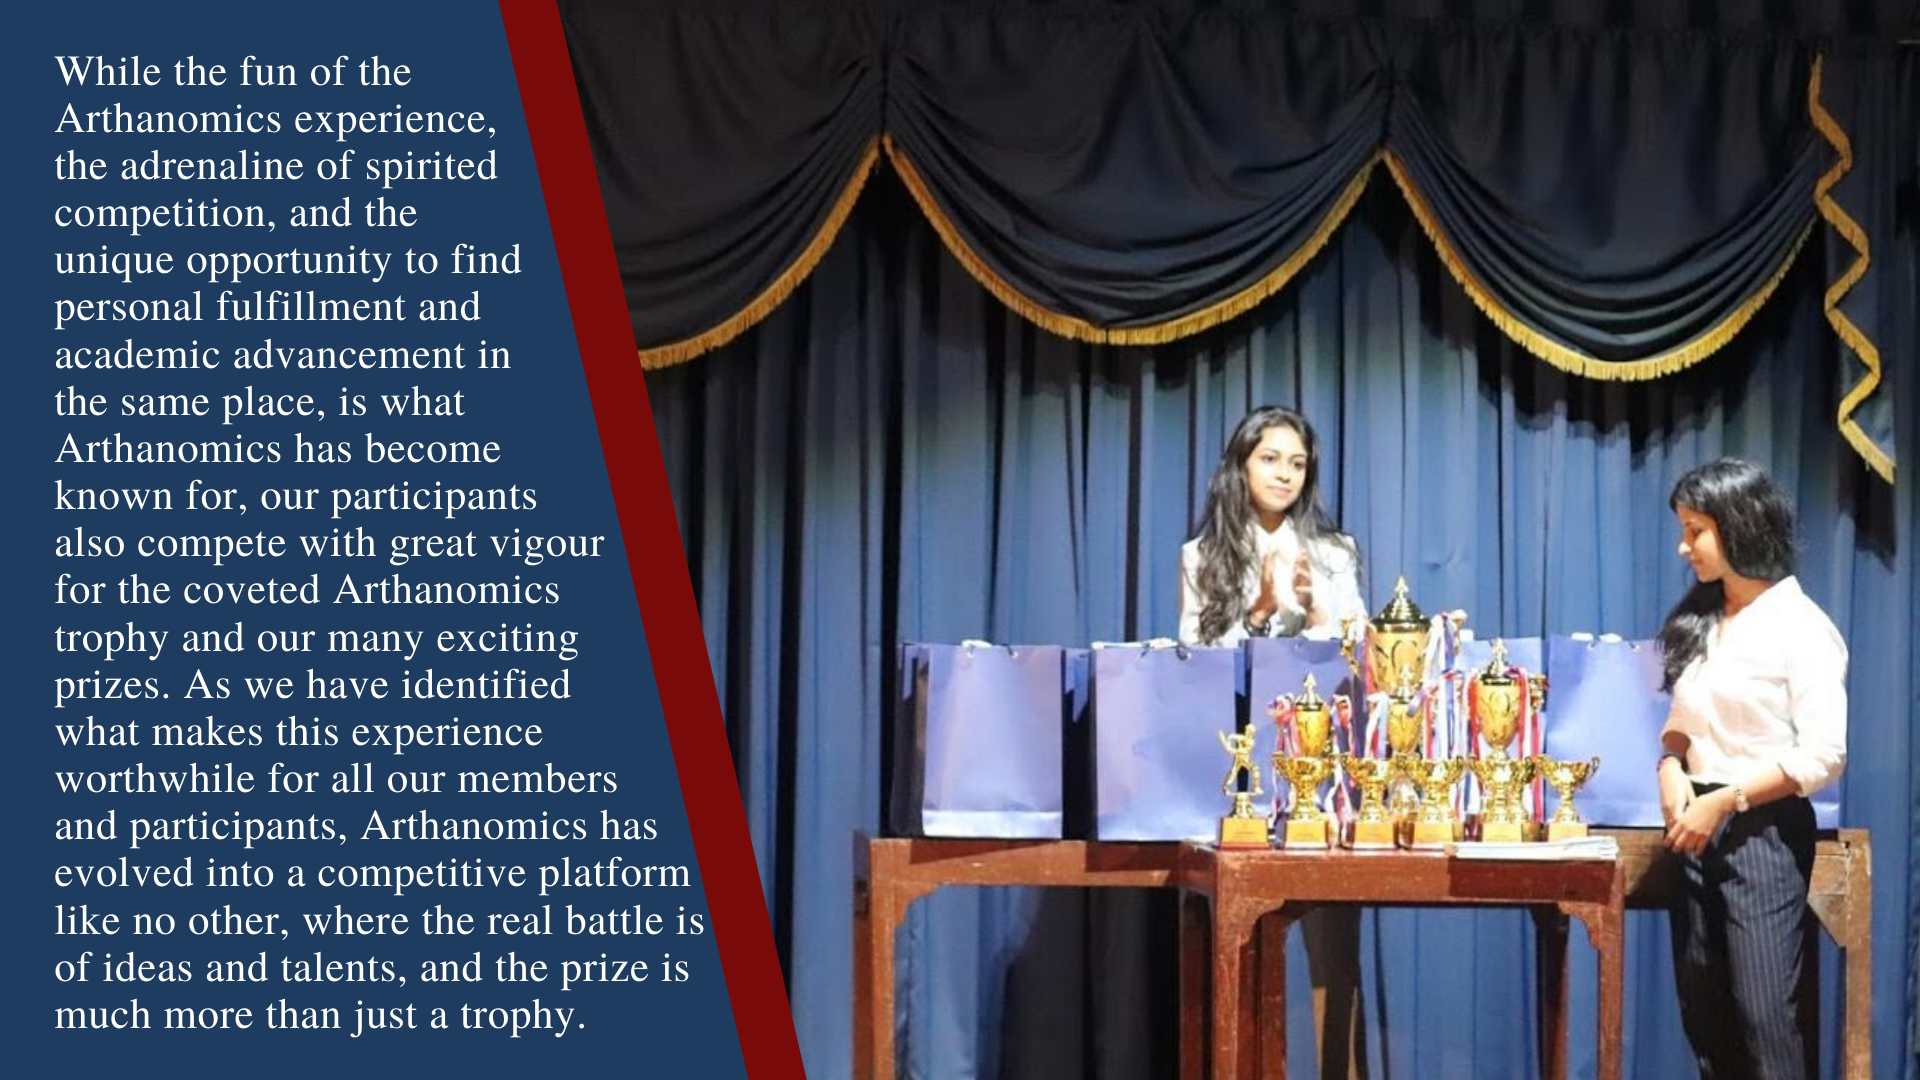 While the fun of the
Arthanomics experience,
the adrenaline of spirited
competition, and the
unique opportunity to find
personal fulfillment and
academic advancement in
the same place, is what
Arthanomics has become
known for, our participants
also compete with great vigour
for the coveted Arthanomics
trophy and our many exciting
prizes. As we have identified
what makes this experience
worthwhile for all our members
and participants, Arthanomics has
evolved into a competitive platform
like no other, where the real battle is
of ideas and talents, and the prize is
much more than just a trophy.